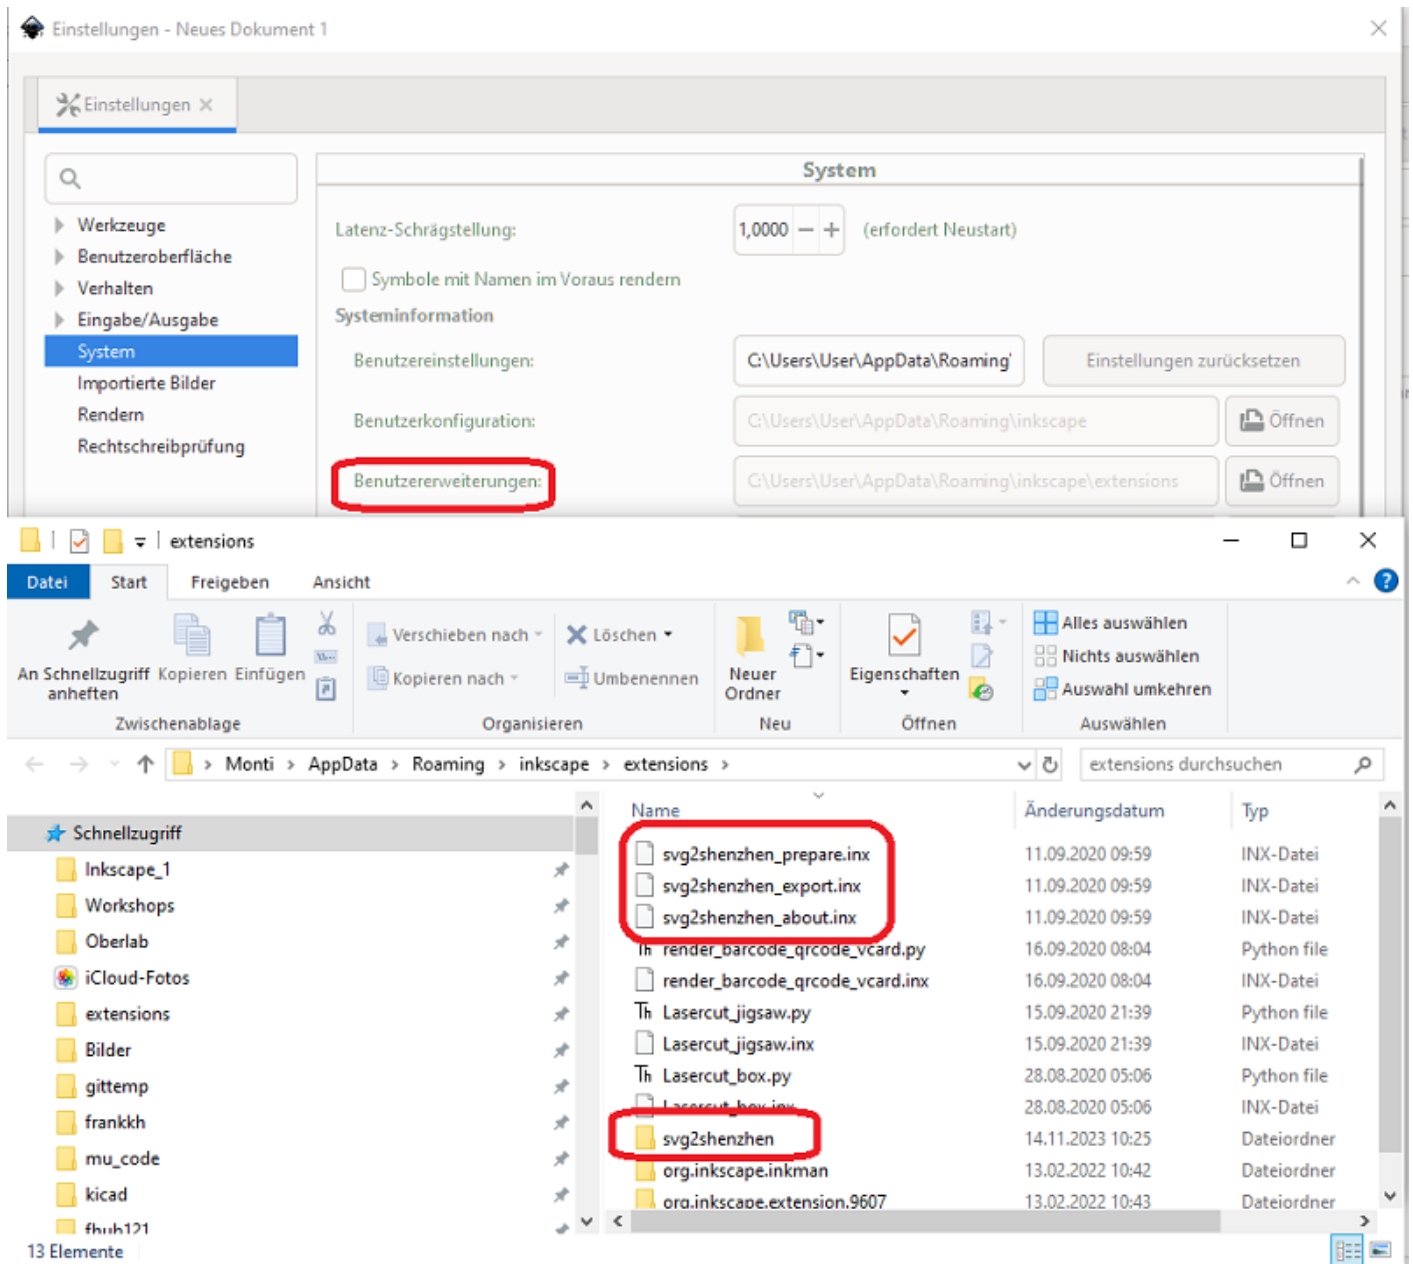 Einstellungen - Neues Dokument 1
Einstellungen
System
Werkzeuge
Benutzeroberfläche
Verhalten
Eingabe/Ausgabe
System
Importierte Bilder
Rendern
Rechtschreibprüfung
Latenz-Schrägstellung: 1,0000 (erfordert Neustart)
Symbole mit Namen im Voraus rendern
Systeminformation
Benutzereinstellungen: C:\Users\User\AppData\Roaming Einstellungen zurücksetzen
Benutzerkonfiguration: C:\Users\User\AppData\Roaming\inkscape Öffnen
Benutzererweiterungen: C:\Users\User\AppData\Roaming\inkscape\extensions Öffnen
extensions
Datei Start Freigeben Ansicht
An Schnellzugriff anheften
Kopieren
Einfügen
Zwischenablage
Verschieben nach
Kopieren nach
Löschen
Umbenennen
Organisieren
Neuer Ordner
Neu
Eigenschaften
Öffnen
Alles auswählen
Nichts auswählen
Auswahl umkehren
Auswählen
Monti > AppData > Roaming > inkscape > extensions >
extensions durchsuchen
Schnellzugriff
Inkscape_1
Workshops
Oberlab
iCloud-Fotos
extensions
Bilder
gittemp
frankkh
mu_code
kicad
fhuh121
13 Elemente
Name Änderungsdatum Typ
svg2shenzhen_prepare.inx 11.09.2020 09:59 INX-Datei
svg2shenzhen_export.inx 11.09.2020 09:59 INX-Datei
svg2shenzhen_about.inx 11.09.2020 09:59 INX-Datei
render_barcode_qrcode_vcard.py 16.09.2020 08:04 Python file
render_barcode_qrcode_vcard.inx 16.09.2020 08:04 INX-Datei
Lasercut_jigsaw.py 15.09.2020 21:39 Python file
Lasercut_jigsaw.inx 15.09.2020 21:39 INX-Datei
Lasercut_box.py 28.08.2020 05:06 Python file
Lasercut_box.inx 28.08.2020 05:06 INX-Datei
svg2shenzhen 14.11.2023 10:25 Dateiordner
org.inkscape.inkman 13.02.2022 10:42 Dateiordner
org.inkscape.extension.9607 13.02.2022 10:43 Dateiordner